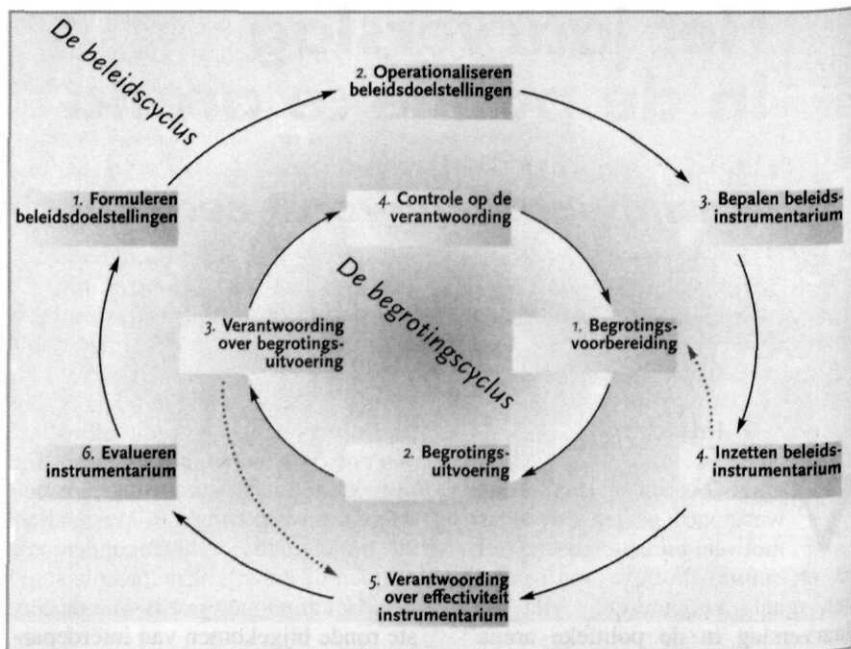 De beleidscyclus
2. Operationaliseren
beleidsdoelstellingen
1. Formuleren
beleidsdoelstellingen
4. Controle op de
verantwoording
3. Bepalen beleids-
instrumentarium
De begrotingscyclus
3. Verantwoording
over begrotings-
uitvoering
1. Begrotings-
voorbereiding
6. Evalueren
instrumentarium
2. Begrotings-
uitvoering
4. Inzetten beleids-
instrumentarium
5. Verantwoording
over effectiviteit
instrumentarium